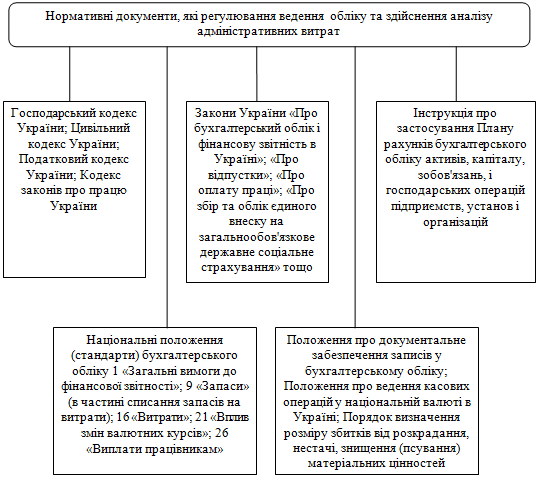 Нормативні документи, які регулювання ведення обліку та здійснення аналізу
адміністративних витрат
Господарський кодекс
України; Цивільний
кодекс України;
Податковий кодекс
України; Кодекс
законів про працю
України
Закони України «Про
бухгалтерський облік і
фінансову звітність в
Україні»; «Про
відпустки»; «Про
оплату праці»; «Про
збір та облік єдиного
внеску на
загальнообов'язкове
державне соціальне
страхування» тощо
Інструкція про
застосування Плану
рахунків бухгалтерського
обліку активів, капіталу,
зобов'язань, і
господарських операцій
підприємств, установ і
організацій
Національні положення
(стандарти) бухгалтерського
обліку 1 «Загальні вимоги до
фінансової звітності»; 9 «Запаси»
(в частині списання запасів на
витрати); 16 «Витрати»; 21 «Вплив
змін валютних курсів»; 26
«Виплати працівникам»
Положення про документальне
забезпечення записів у
бухгалтерському обліку;
Положення про ведення касових
операцій у національній валюті в
Україні; Порядок визначення
розміру збитків від розкрадання,
нестачі, знищення (псування)
матеріальних цінностей